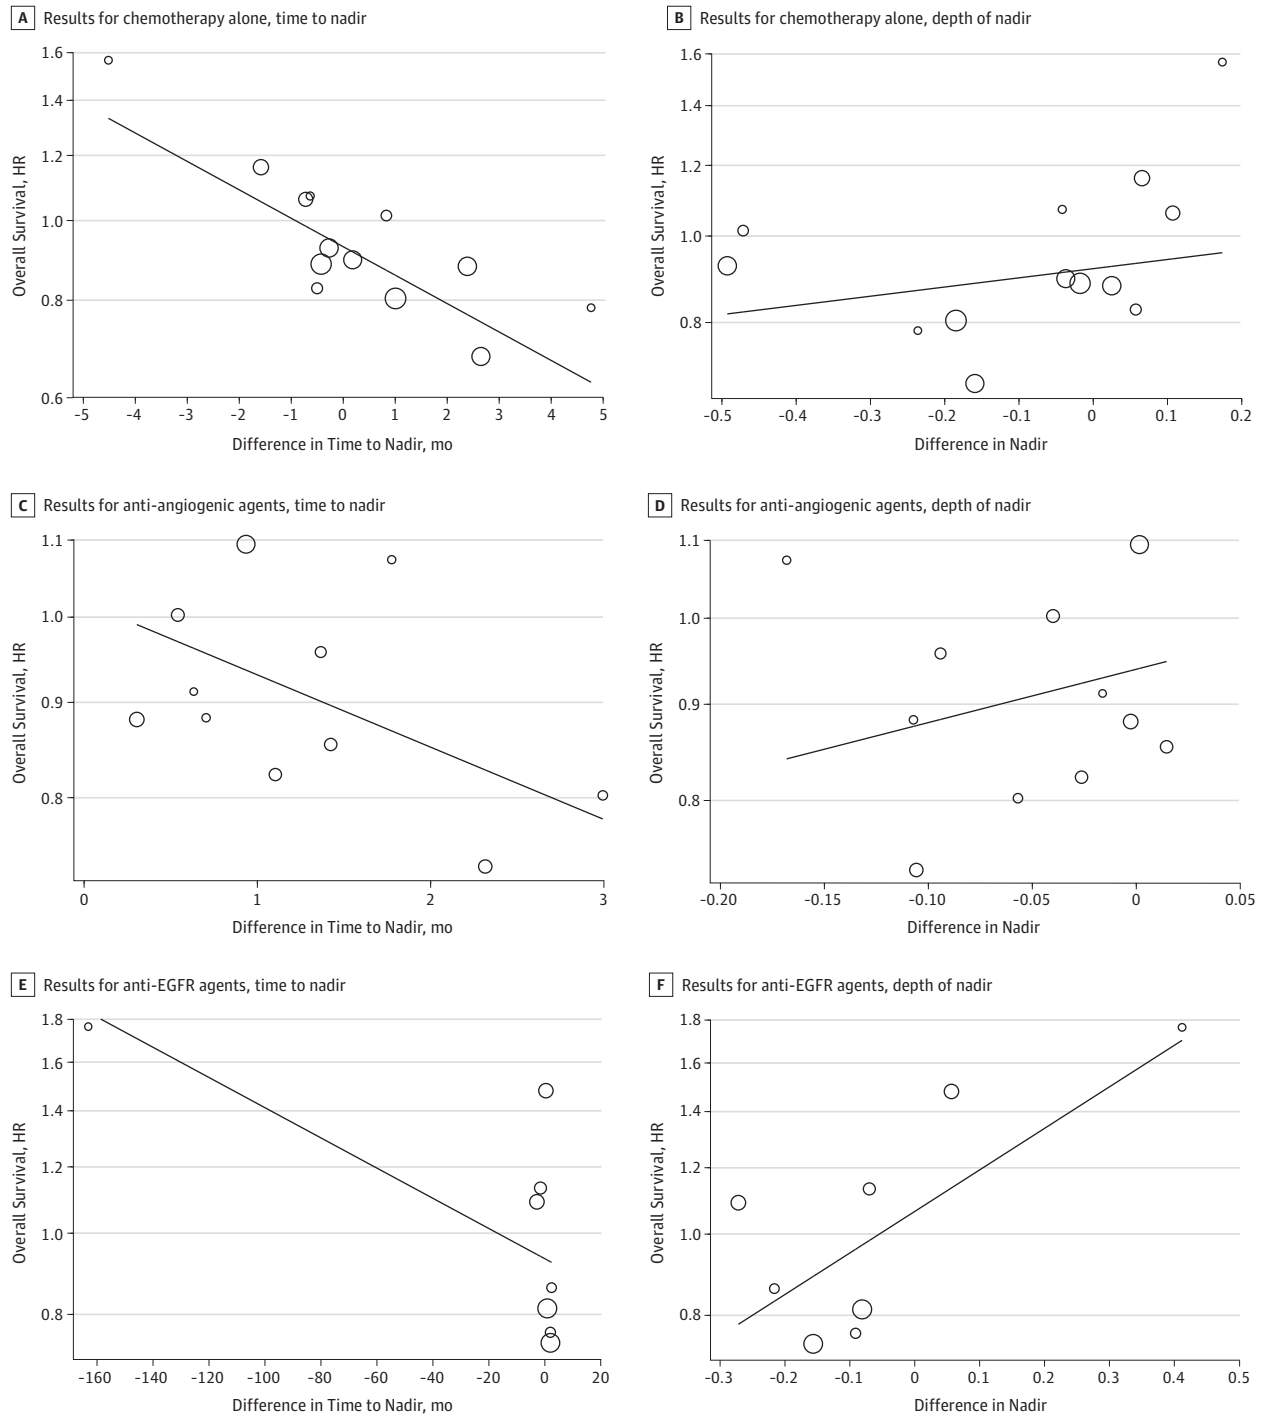 A Results for chemotherapy alone, time to nadir
1.6
1.4
1.2
1.0
0.8
0.6
Overall Survival, HR
-5 -4 -3 -2 -1 0 1 2 3 4 5
Difference in Time to Nadir, mo
B Results for chemotherapy alone, depth of nadir
1.6
1.4
1.2
1.0
0.8
Overall Survival, HR
-0.5 -0.4 -0.3 -0.2 -0.1 0 0.1 0.2
Difference in Nadir
C Results for anti-angiogenic agents, time to nadir
1.1
1.0
0.9
0.8
Overall Survival, HR
0 1 2 3
Difference in Time to Nadir, mo
D Results for anti-angiogenic agents, depth of nadir
1.1
1.0
0.9
0.8
Overall Survival, HR
-0.20 -0.15 -0.10 -0.05 0 0.05
Difference in Nadir
E Results for anti-EGFR agents, time to nadir
1.8
1.6
1.4
1.2
1.0
0.8
Overall Survival, HR
-160 -140 -120 -100 -80 -60 -40 -20 0 20
Difference in Time to Nadir, mo
F Results for anti-EGFR agents, depth of nadir
1.8
1.6
1.4
1.2
1.0
0.8
Overall Survival, HR
-0.3 -0.2 -0.1 0 0.1 0.2 0.3 0.4 0.5
Difference in Nadir